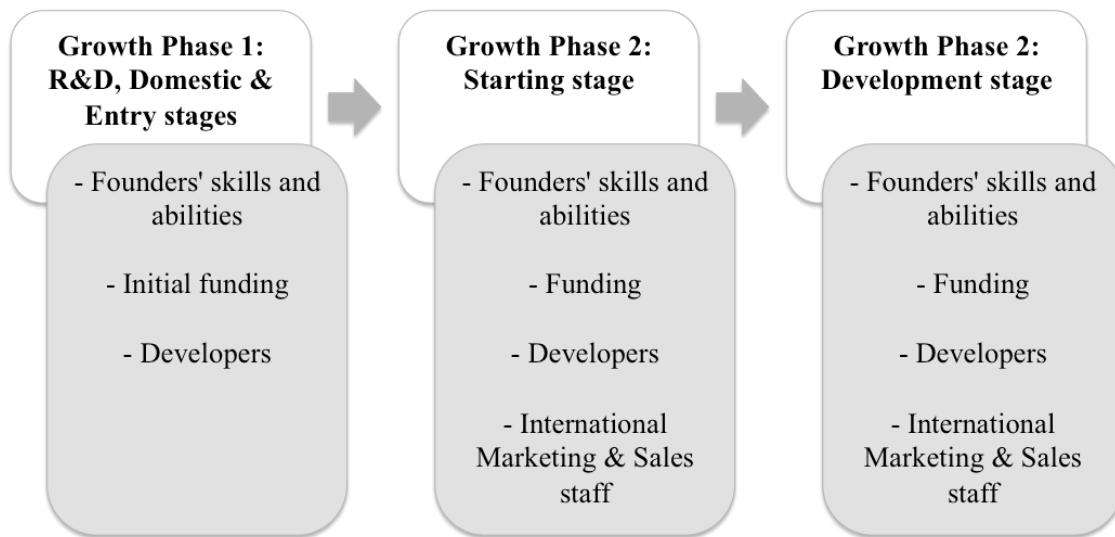 Growth Phase 1:
R&D, Domestic &
Entry stages
- Founders' skills and
abilities
- Initial funding
- Developers
Growth Phase 2:
Starting stage
- Founders' skills and
abilities
- Funding
- Developers
- International
Marketing & Sales
staff
Growth Phase 2:
Development stage
- Founders' skills and
abilities
- Funding
- Developers
- International
Marketing & Sales
staff